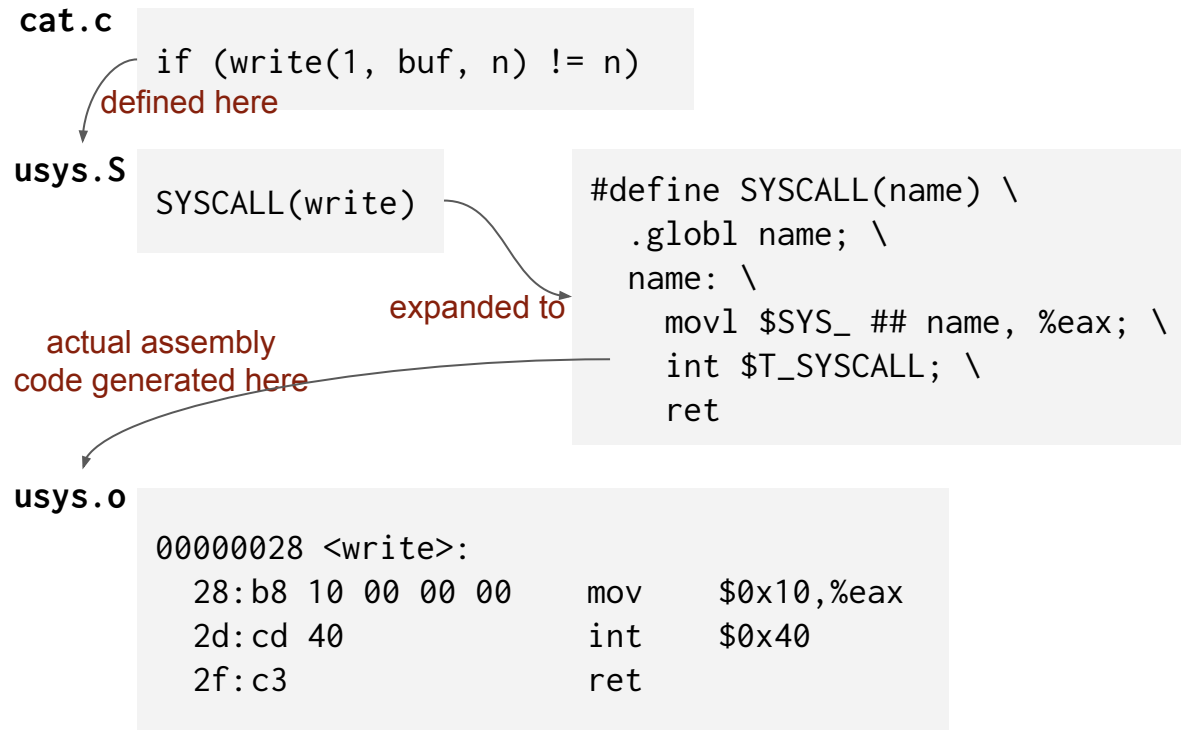 cat.c
if (write(1, buf, n) != n)
defined here
usys.S
SYSCALL(write)
#define SYSCALL(name) \
.globl name; \
name: \
movl $SYS_ ## name, %eax; \
int $T_SYSCALL; \
ret
expanded to
actual assembly
code generated here
usys.o
00000028 <write>:
28:b8 10 00 00 00 mov $0x10,%eax
2d:cd 40 int $0x40
2f:c3 ret